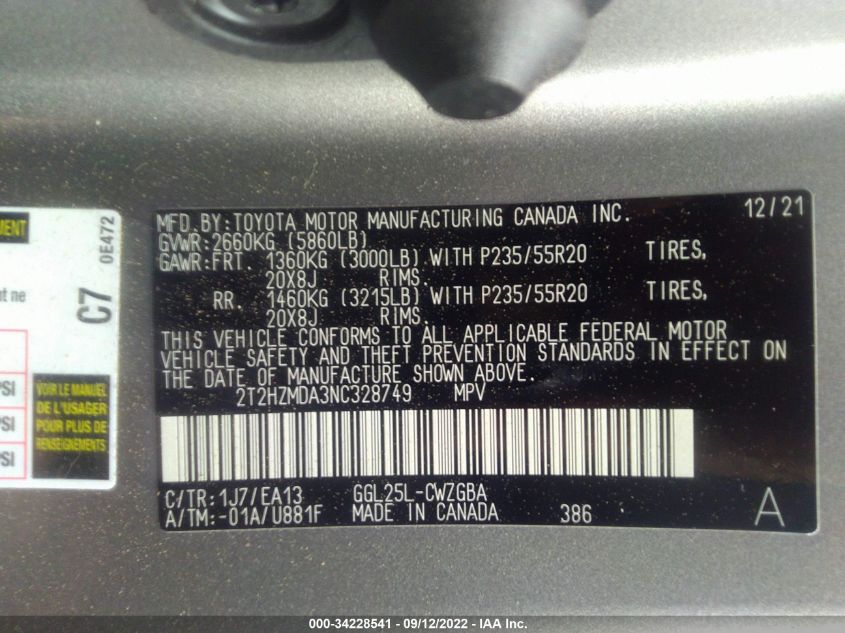 MFD.BY:TOYOTA MOTOR MANUFACTURING CANADA INC. 12/21
GVWR:2660KG (5860LB)
GAWR:FRT. 1360KG (3000LB) WITH P235/55R20 TIRES,
20X8J RIMS.
RR. 1460KG (3215LB) WITH P235/55R20 TIRES,
20X8J RIMS.
THIS VEHICLE CONFORMS TO ALL APPLICABLE FEDERAL MOTOR
VEHICLE SAFETY AND THEFT PREVENTION STANDARDS IN EFFECT ON
THE DATE OF MANUFACTURE SHOWN ABOVE.
2T2HZMDA3NC328749 MPV
C/TR:1J7/EA13 GGL25L-CWZGBA
A/TM:-01A/U881F MADE IN CANADA 386 A
0E472
C7
ne
PSI
SI
SI
VOIR LE MANUEL
DE L'USAGER
POUR PLUS DE
RENSEIGNEMENTS
000-34228541 - 09/12/2022 - IAA Inc.